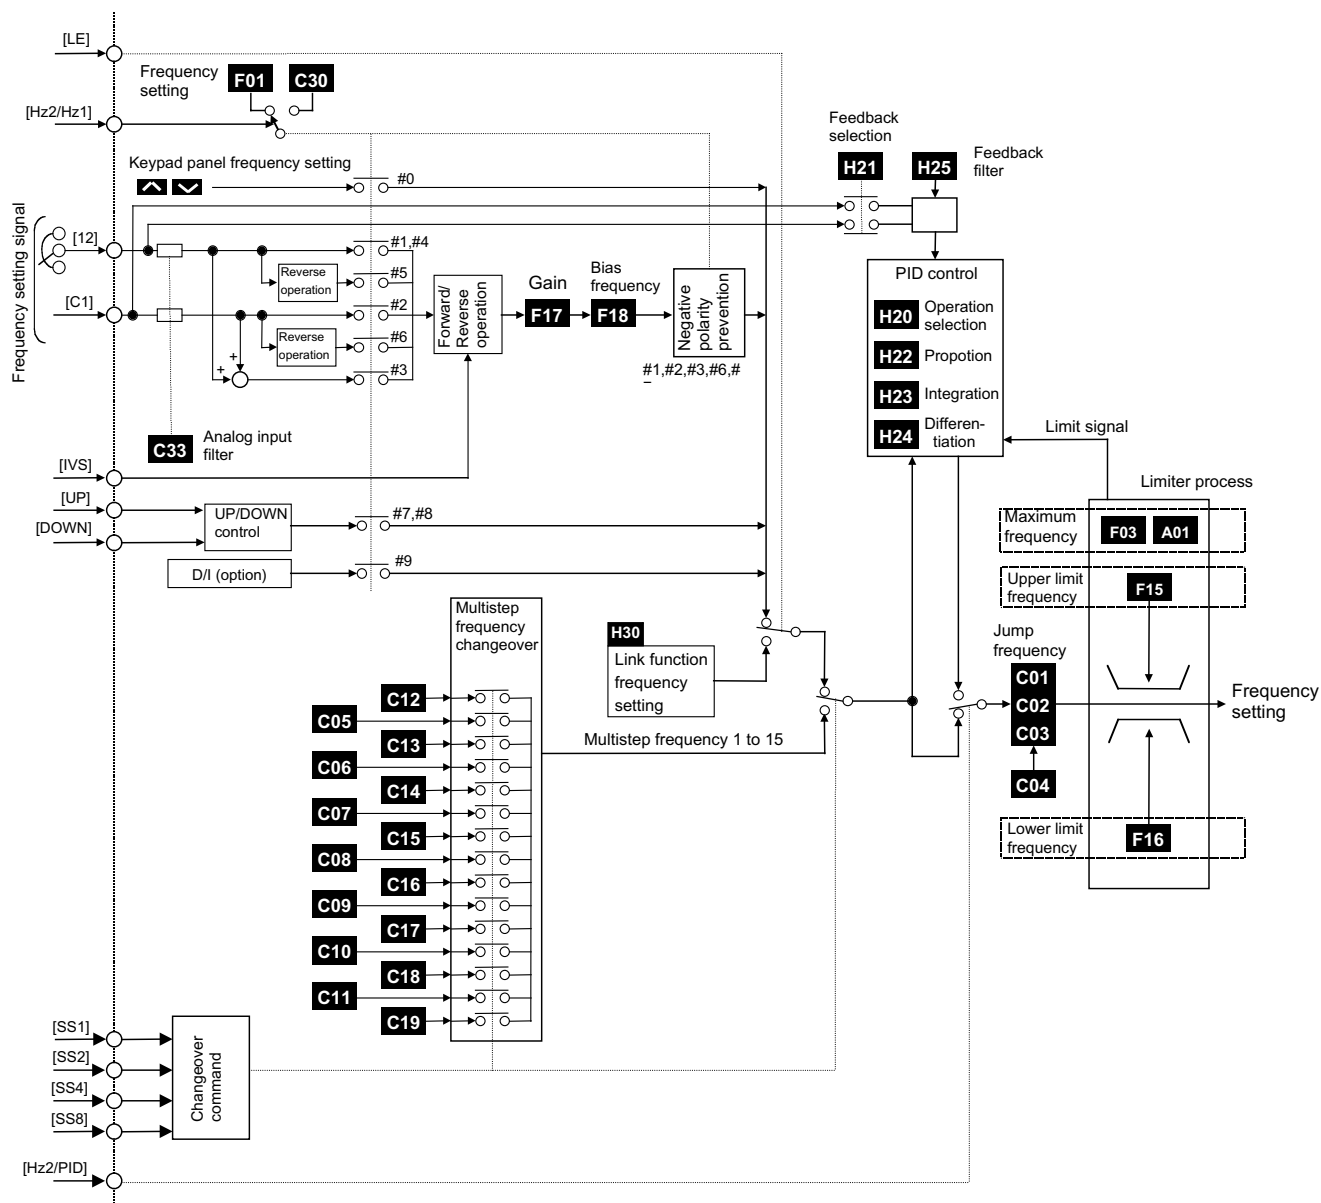 [LE]
Frequency
setting
F01
C30
[Hz2/Hz1]
Keypad panel frequency setting
#0
Feedback
selection
H21
H25
Feedback
filter
Frequency setting signal
[12]
#1,#4
Reverse
operation
#5
[C1]
#2
Reverse
operation
#6
+
+
#3
Forward/
Reverse
operation
Gain
F17
Bias
frequency
F18
Negative
polarity
prevention
#1,#2,#3,#6,#
–
PID control
H20
Operation
selection
H22
Propotion
H23
Integration
H24
Differen-
tiation
C33
Analog input
filter
[IVS]
[UP]
[DOWN]
UP/DOWN
control
#7,#8
D/I (option)
#9
Limit signal
Limiter process
Maximum
frequency
F03
A01
Upper limit
frequency
F15
Multistep
frequency
changeover
H30
Link function
frequency
setting
Jump
frequency
C01
C02
C03
C04
Frequency
setting
Lower limit
frequency
F16
Multistep frequency 1 to 15
C12
C05
C13
C06
C14
C07
C15
C08
C16
C09
C17
C10
C18
C11
C19
[SS1]
[SS2]
[SS4]
[SS8]
Changeover
command
[Hz2/PID]